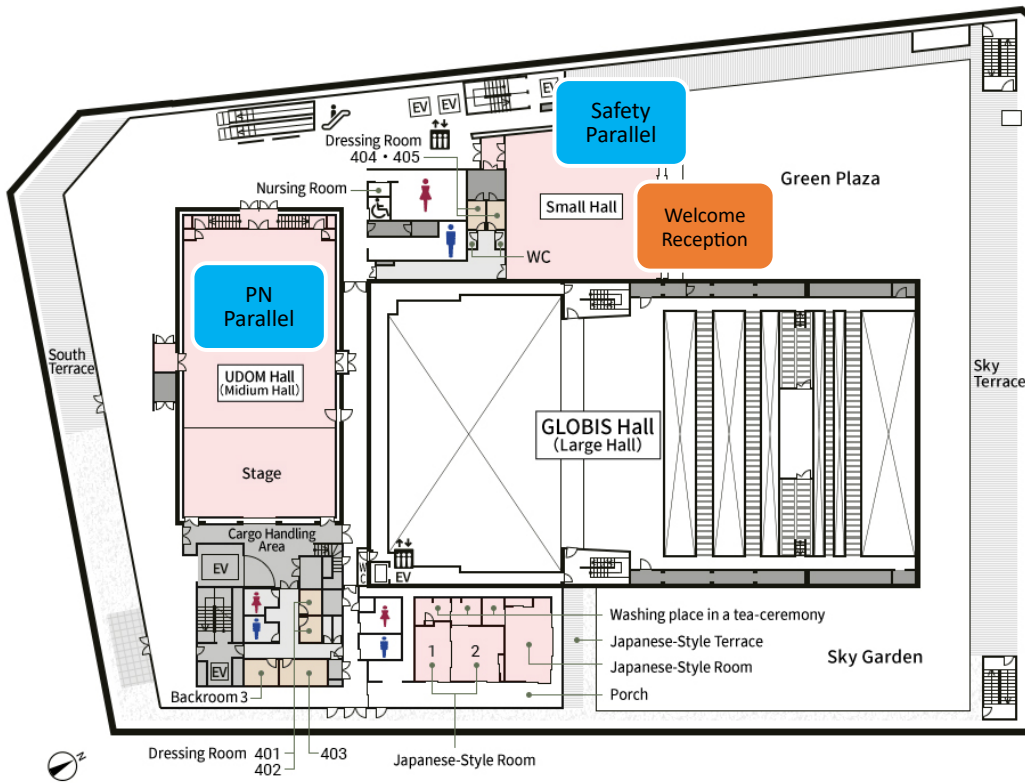 EV
EV
EV
Safety
Parallel
Dressing Room
404・405
Nursing Room
Green Plaza
Small Hall
Welcome
Reception
WC
PN
Parallel
South
Terrace
UDOM Hall
(Midium Hall)
Sky
Terrace
GLOBIS Hall
(Large Hall)
Stage
Cargo Handling
Area
EV
WC
EV
Washing place in a tea-ceremony
Japanese-Style Terrace
1
2
Japanese-Style Room
Sky Garden
EV
Backroom 3
Porch
Dressing Room 401
402
403
Japanese-Style Room
N